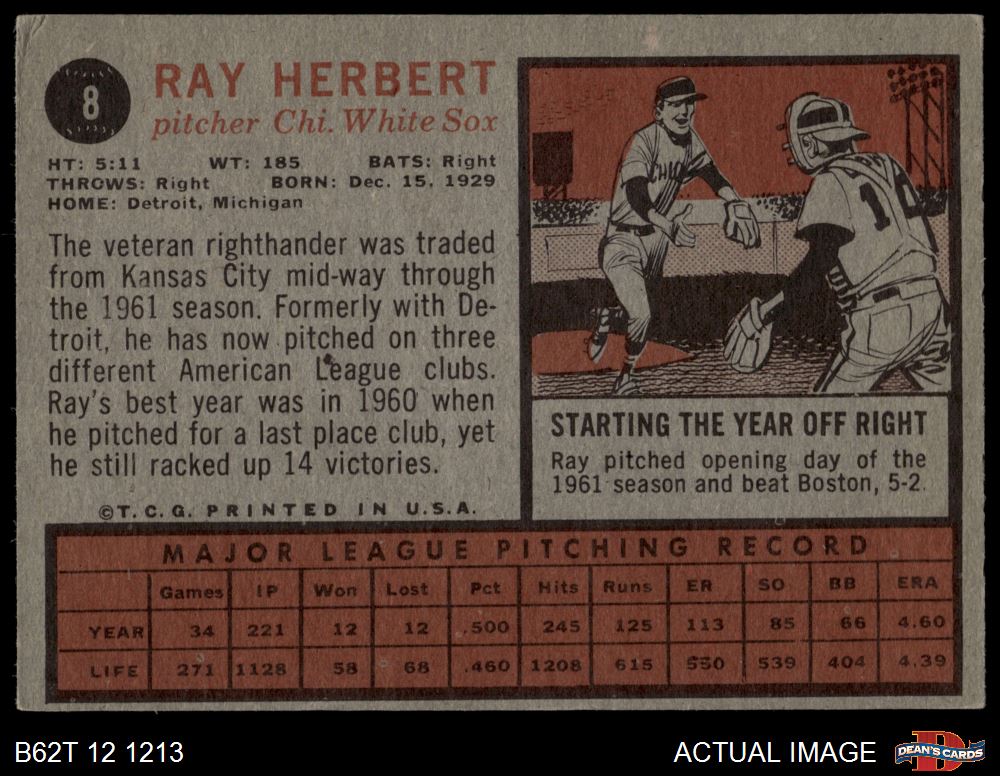 8
RAY HERBERT
pitcher Chi. White Sox
HT: 5:11 WT: 185 BATS: Right
THROWS: Right BORN: Dec. 15, 1929
HOME: Detroit, Michigan
The veteran righthander was traded
from Kansas City mid-way through
the 1961 season. Formerly with De-
troit, he has now pitched on three
different American League clubs.
Ray's best year was in 1960 when
he pitched for a last place club, yet
he still racked up 14 victories.
©T. C. G. PRINTED IN U.S.A.
CHIC
10
STARTING THE YEAR OFF RIGHT
Ray pitched opening day of the
1961 season and beat Boston, 5-2.
MAJOR LEAGUE PITCHING RECORD
Games IP Won Lost Pct Hits Runs ER SO BB ERA
YEAR 34 221 12 12 .500 245 125 113 85 66 4.60
LIFE 271 1128 58 68 .460 1208 615 550 539 404 4.39
B62T 12 1213
ACTUAL IMAGE
DEAN'S CARDS